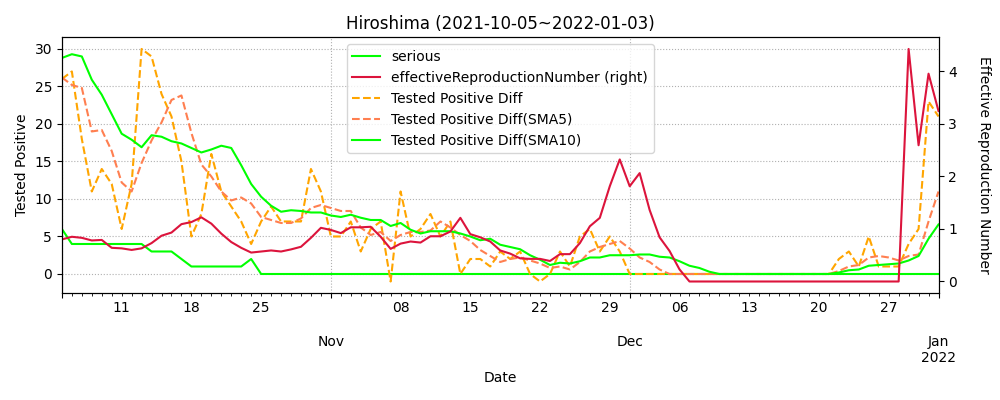 Hiroshima (2021-10-05~2022-01-03)
serious
effectiveReproductionNumber (right)
Tested Positive Diff
Tested Positive Diff(SMA5)
Tested Positive Diff(SMA10)
Tested Positive
30
25
20
15
10
5
0
Effective Reproduction Number
4
3
2
1
0
11 18 25 08 15 22 29 06 13 20 27
Nov Dec Jan
2022
Date